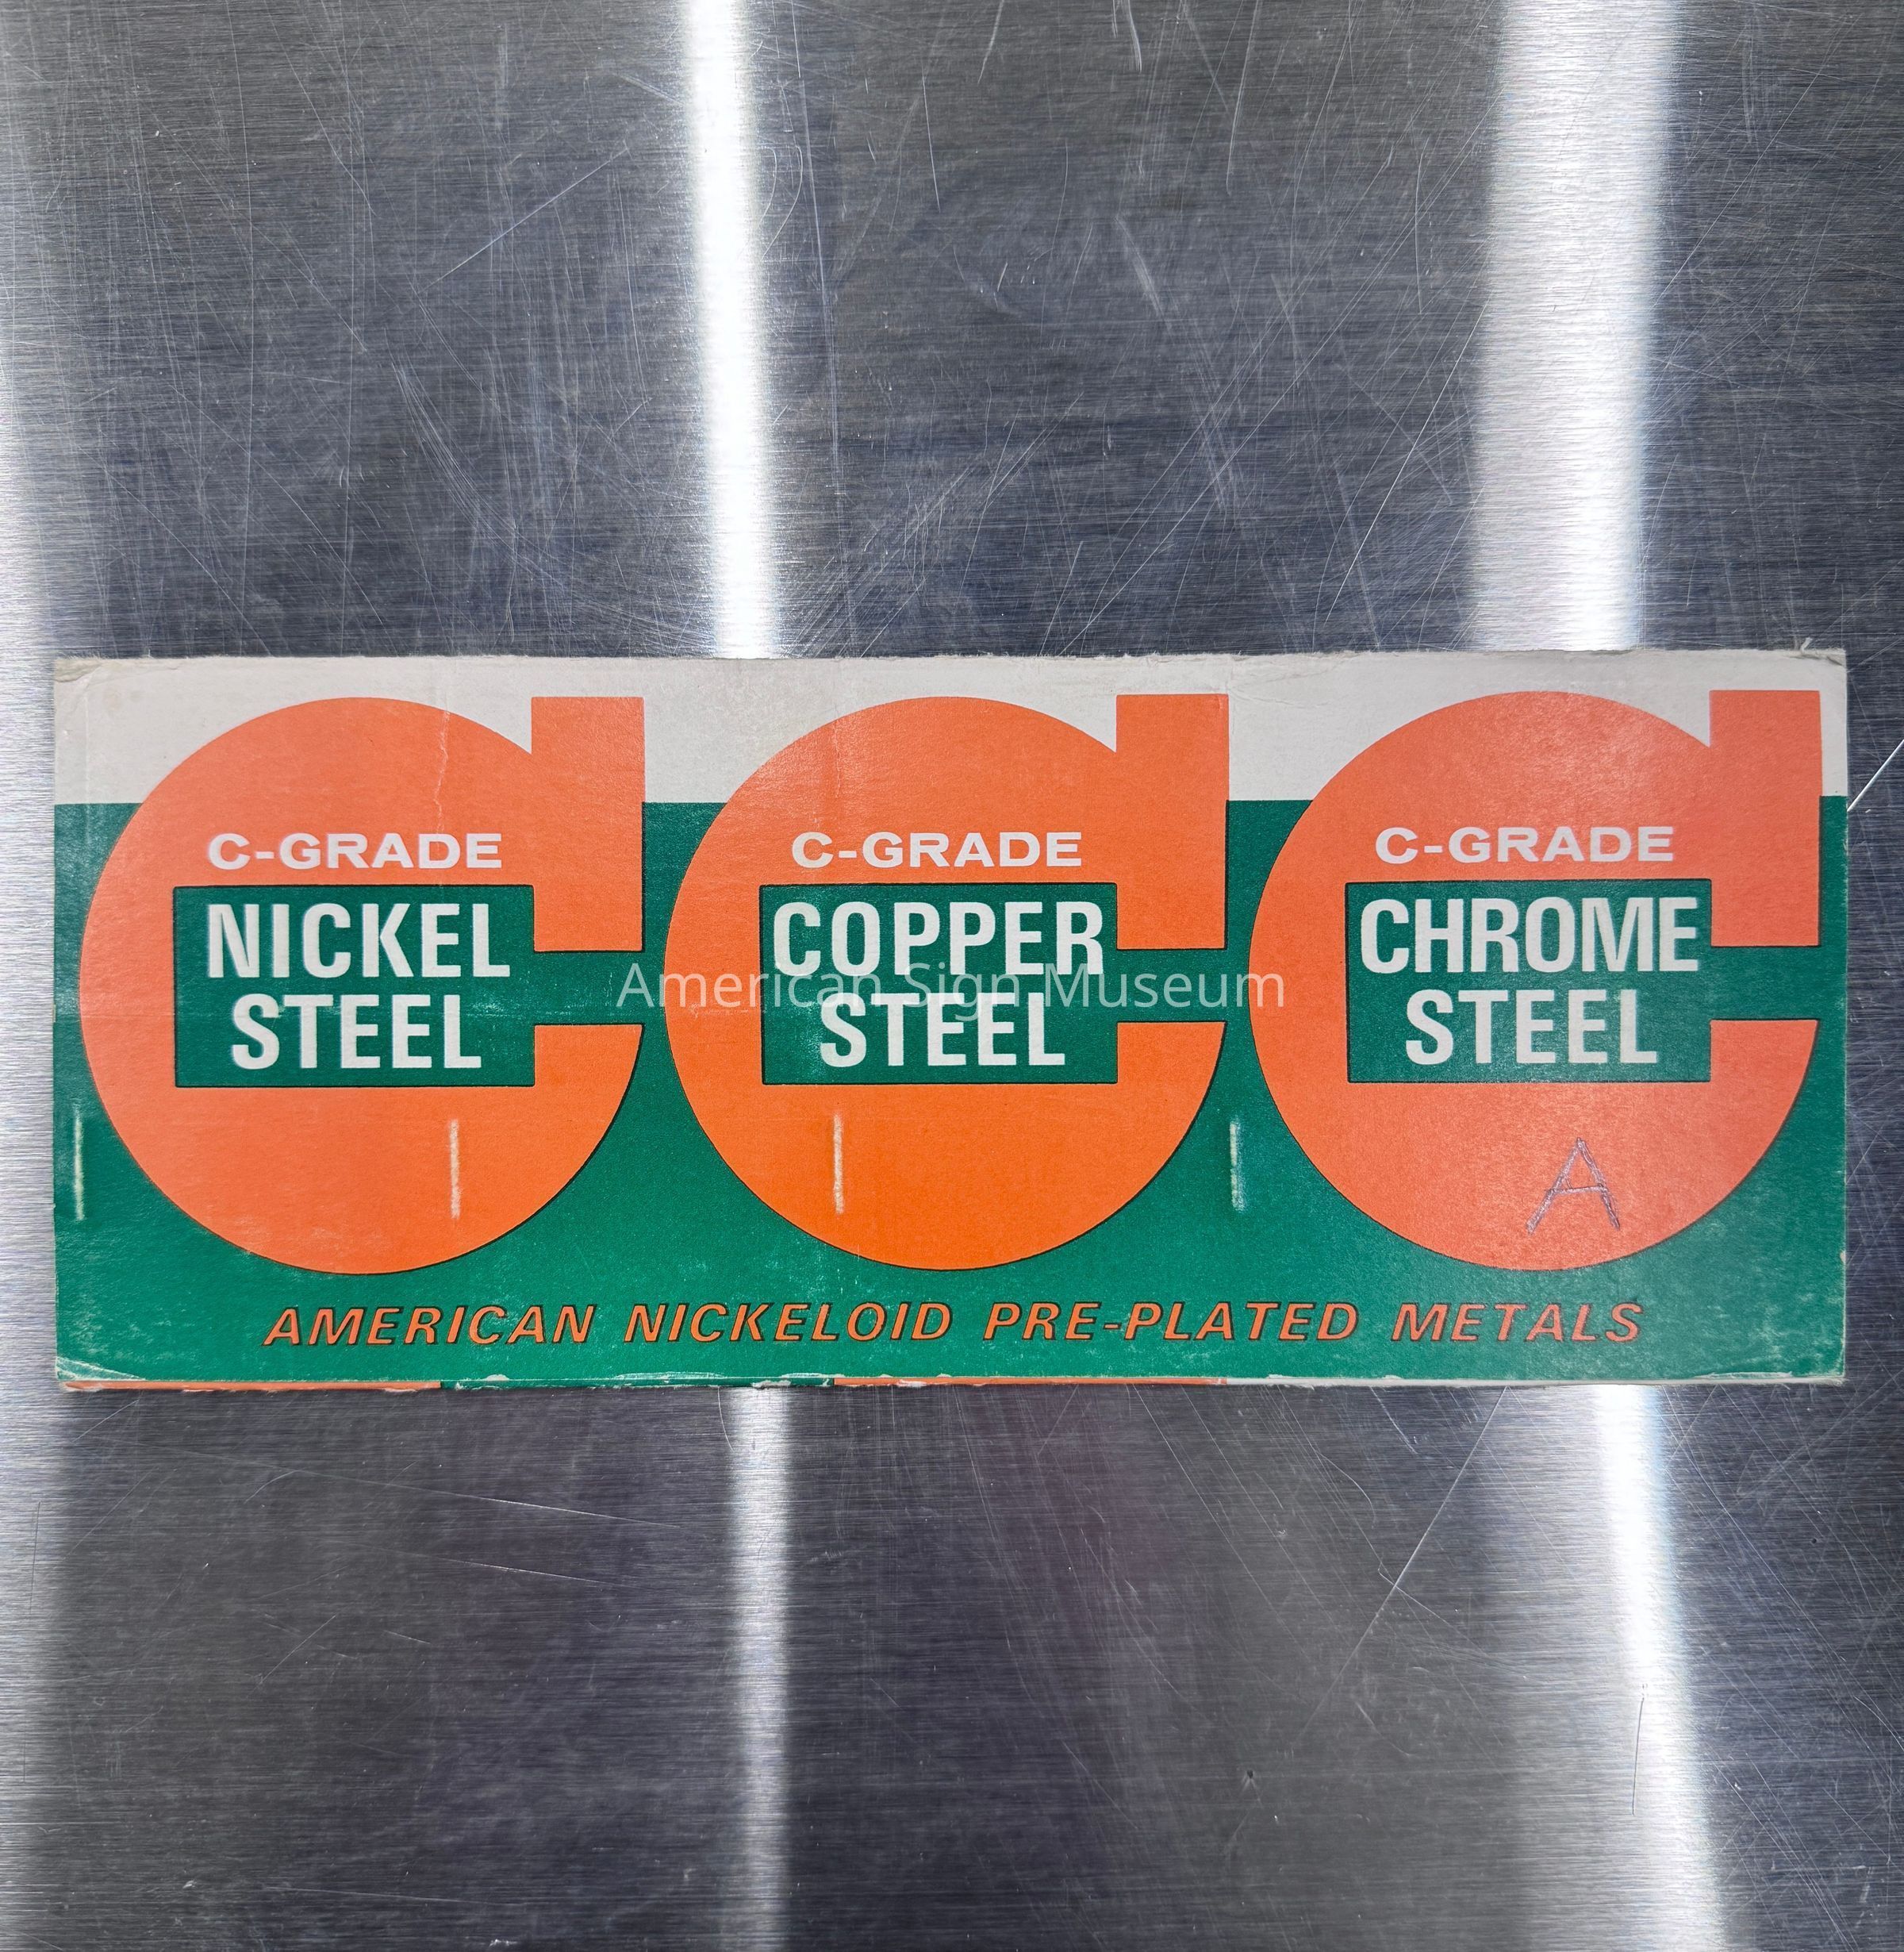 C-GRADE
NICKEL
STEEL
C-GRADE
COPPER
STEEL
C-GRADE
CHROME
STEEL
A
AMERICAN NICKELOID PRE-PLATED METALS
American Sign Museum